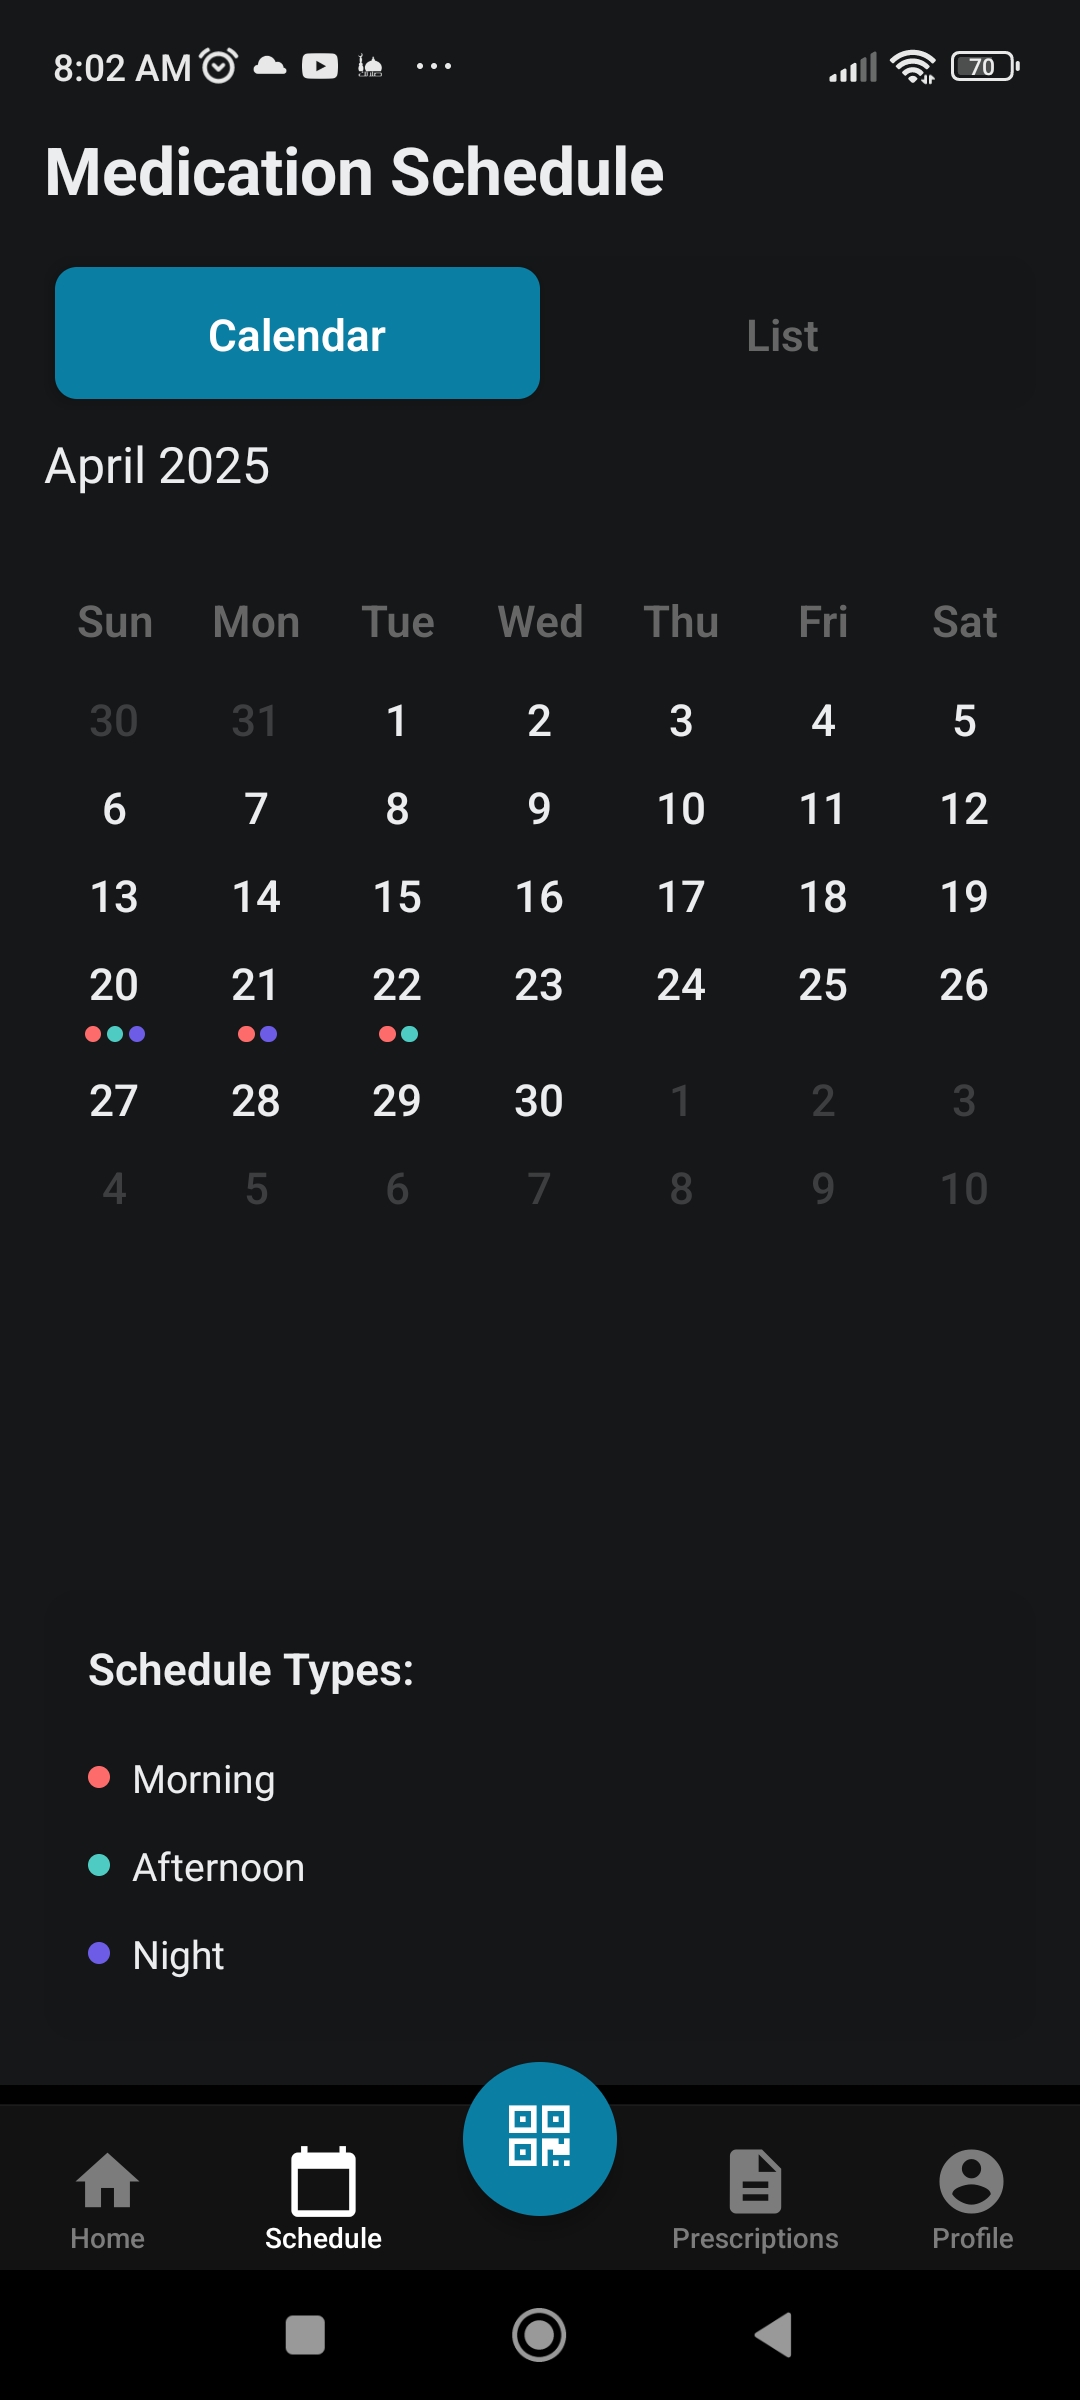 8:02 AM 70
Medication Schedule
Calendar List
April 2025
Sun Mon Tue Wed Thu Fri Sat
30 31 1 2 3 4 5
6 7 8 9 10 11 12
13 14 15 16 17 18 19
20 21 22 23 24 25 26
27 28 29 30 1 2 3
4 5 6 7 8 9 10
Schedule Types:
Morning
Afternoon
Night
Home Schedule Prescriptions Profile